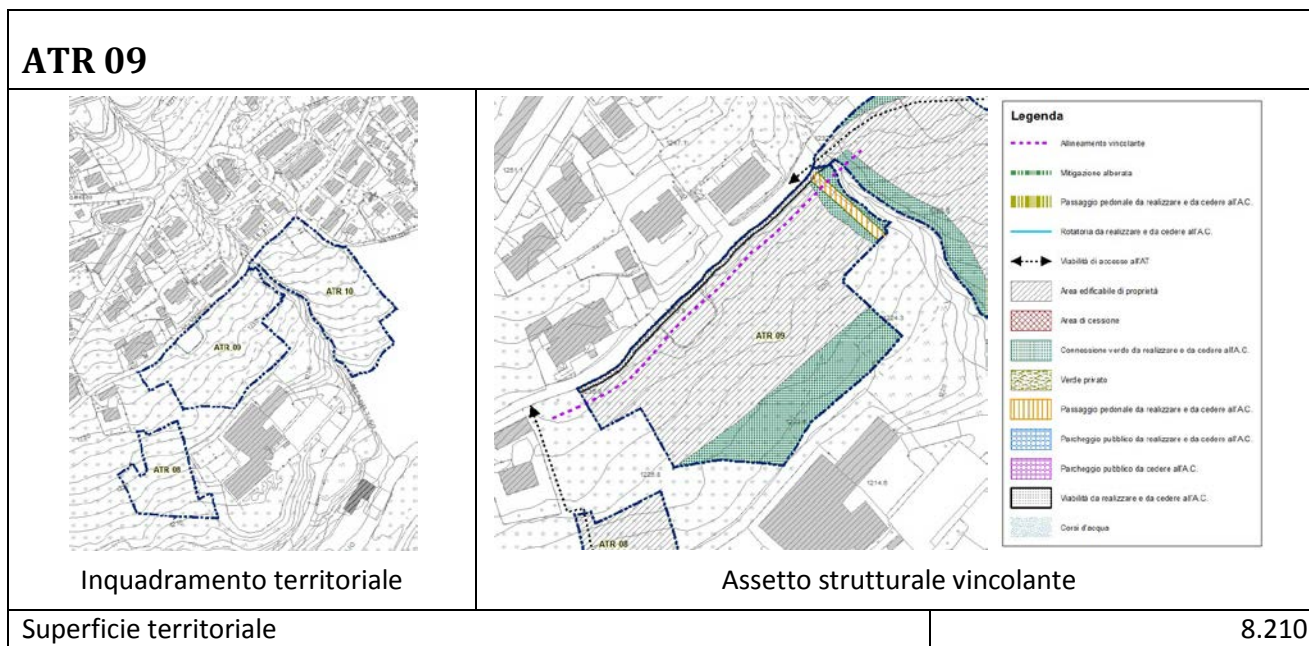 ATR 09
ATR 10
ATR 09
ATR 08
ATR 09
ATR 08
1251.1
1214.8
Legenda
Allineamento vincolante
Mitigazione alberata
Passaggio pedonale da realizzare e da cedere all'A.C.
Rotatoria da realizzare e da cedere all'A.C.
Viabilità di accesso all'AT
Area edificabile di proprietà
Area di cessione
Connessione verde da realizzare e da cedere all'A.C.
Verde privato
Passaggio pedonale da realizzare e da cedere all'A.C.
Parcheggio pubblico da realizzare e da cedere all'A.C.
Parcheggio pubblico da cedere all'A.C.
Viabilità da realizzare e da cedere all'A.C.
Corsi d'acqua
Inquadramento territoriale
Assetto strutturale vincolante
Superficie territoriale
8.210